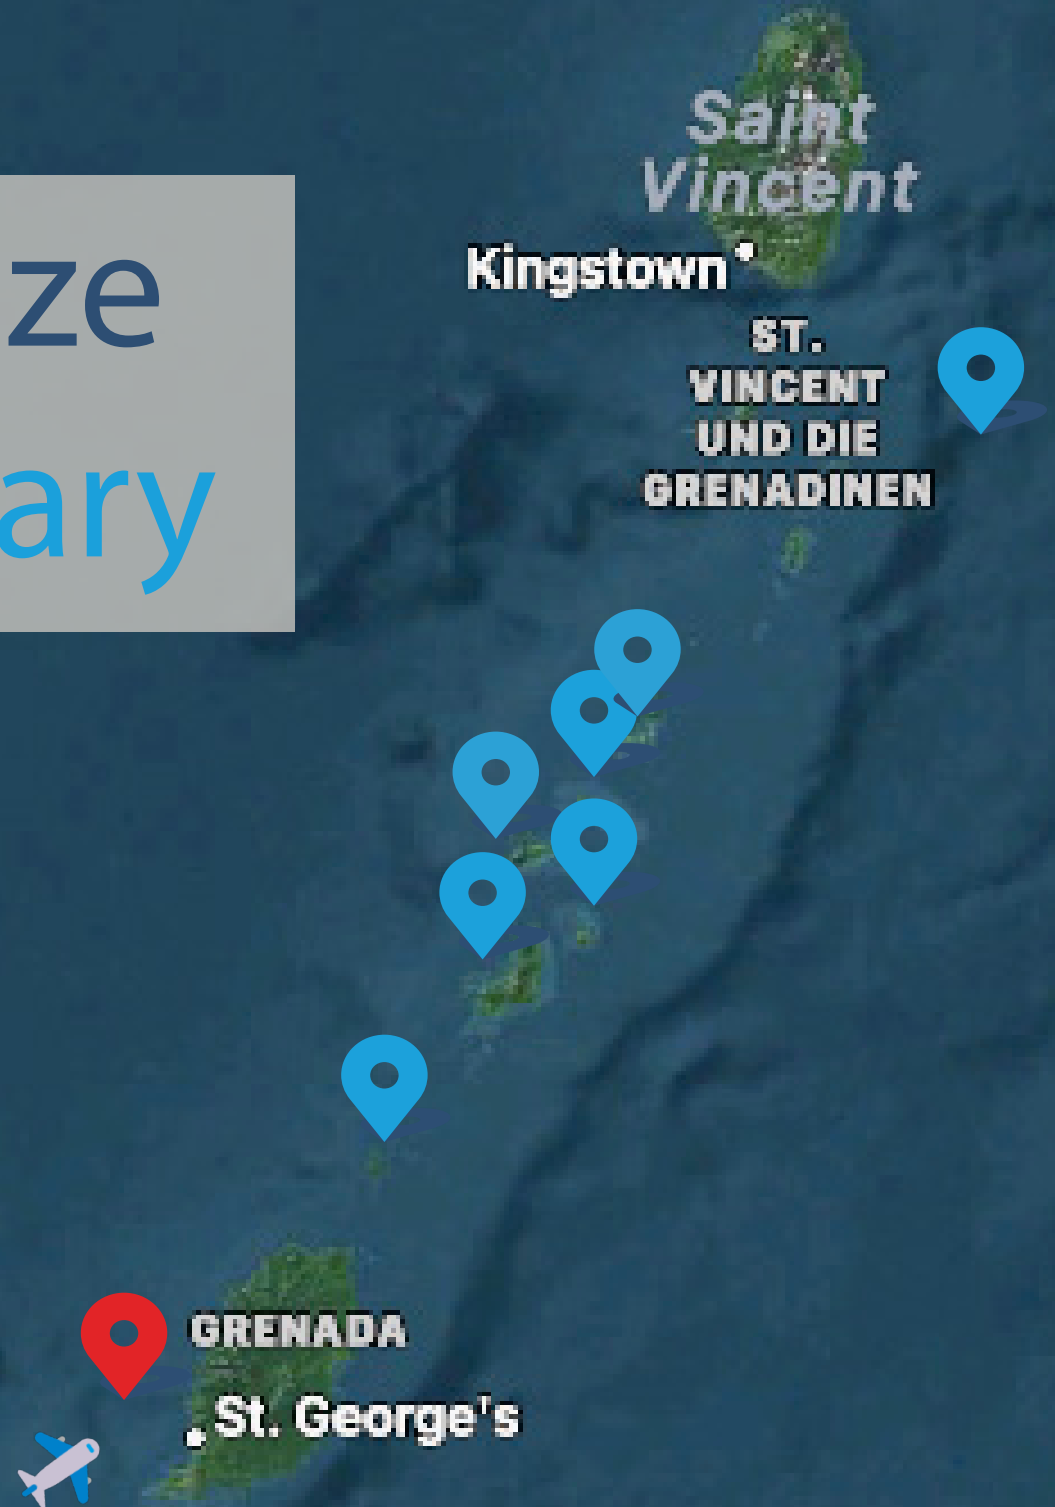 Saint
Vincent
Kingstown
ze
ary
ST.
VINCENT
UND DIE
GRENADINEN
GRENADA
St. George's